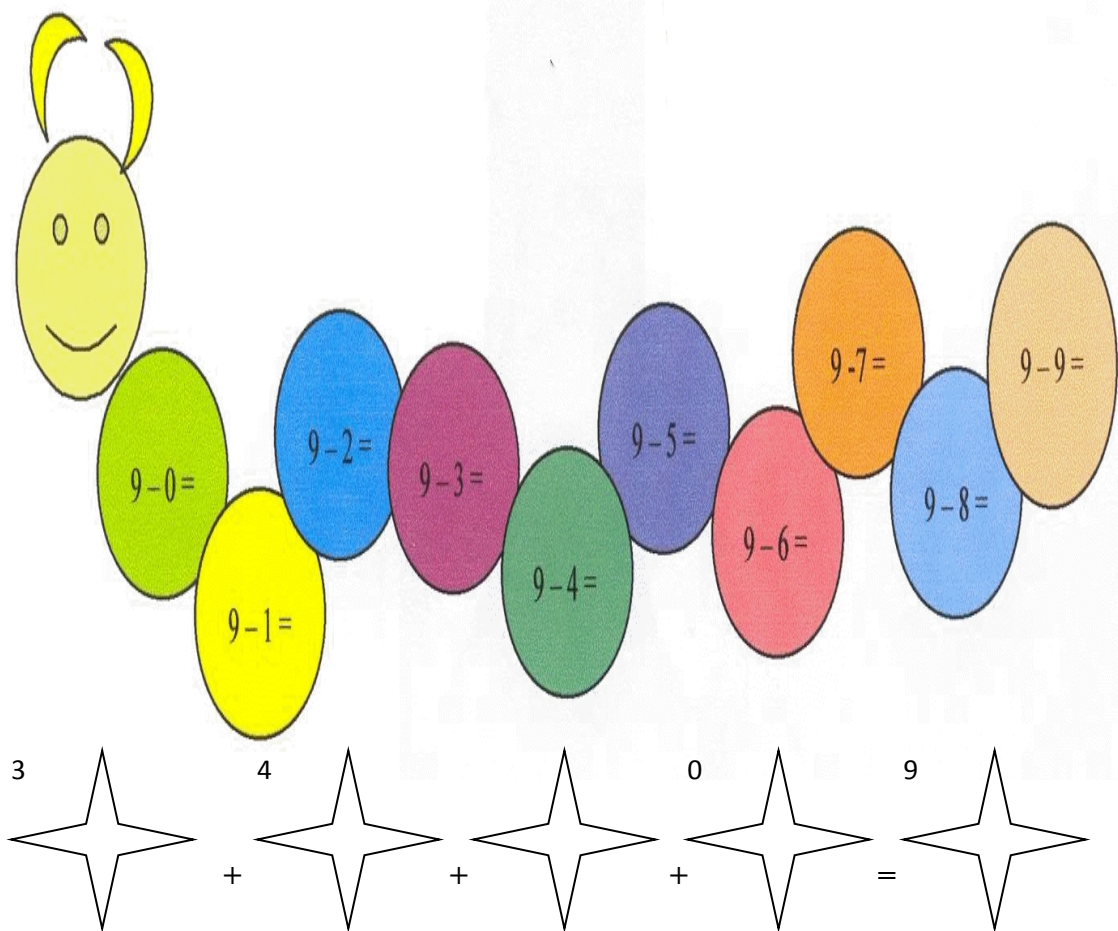 9 – 0 =
9 – 1 =
9 – 2 =
9 – 3 =
9 – 4 =
9 – 5 =
9 – 6 =
9 -7 =
9 – 8 =
9 – 9 =
3 4 0 9
+ + + =